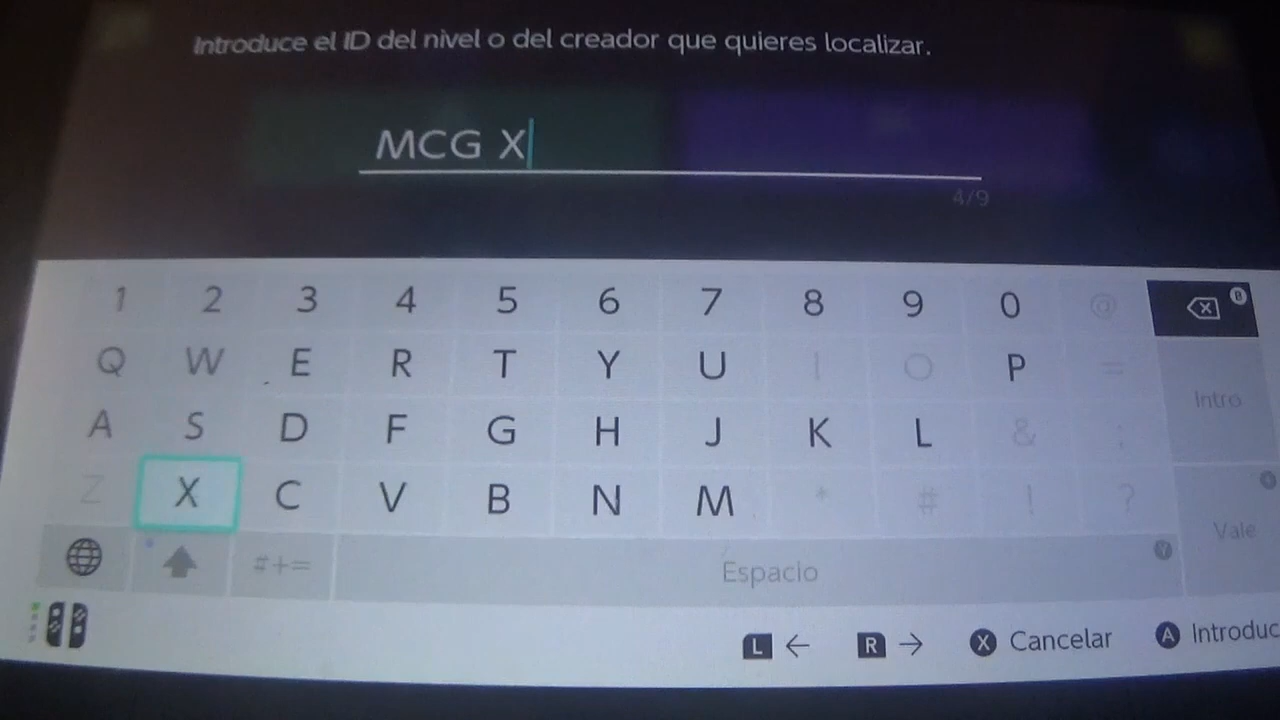 Introduce el ID del nivel o del creador que quieres localizar.
MCG X
4/9
1 2 3 4 5 6 7 8 9 0 @
Q W E R T Y U I O P =
Intro
A S D F G H J K L & ;
Z X C V B N M * # ! ?
Vale
#+= Espacio
L ← R → X Cancelar A Introduc